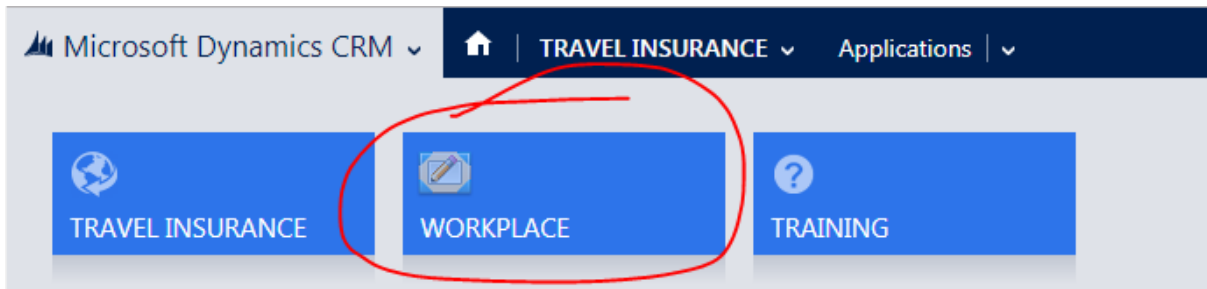 Microsoft Dynamics CRM TRAVEL INSURANCE Applications
TRAVEL INSURANCE WORKPLACE TRAINING